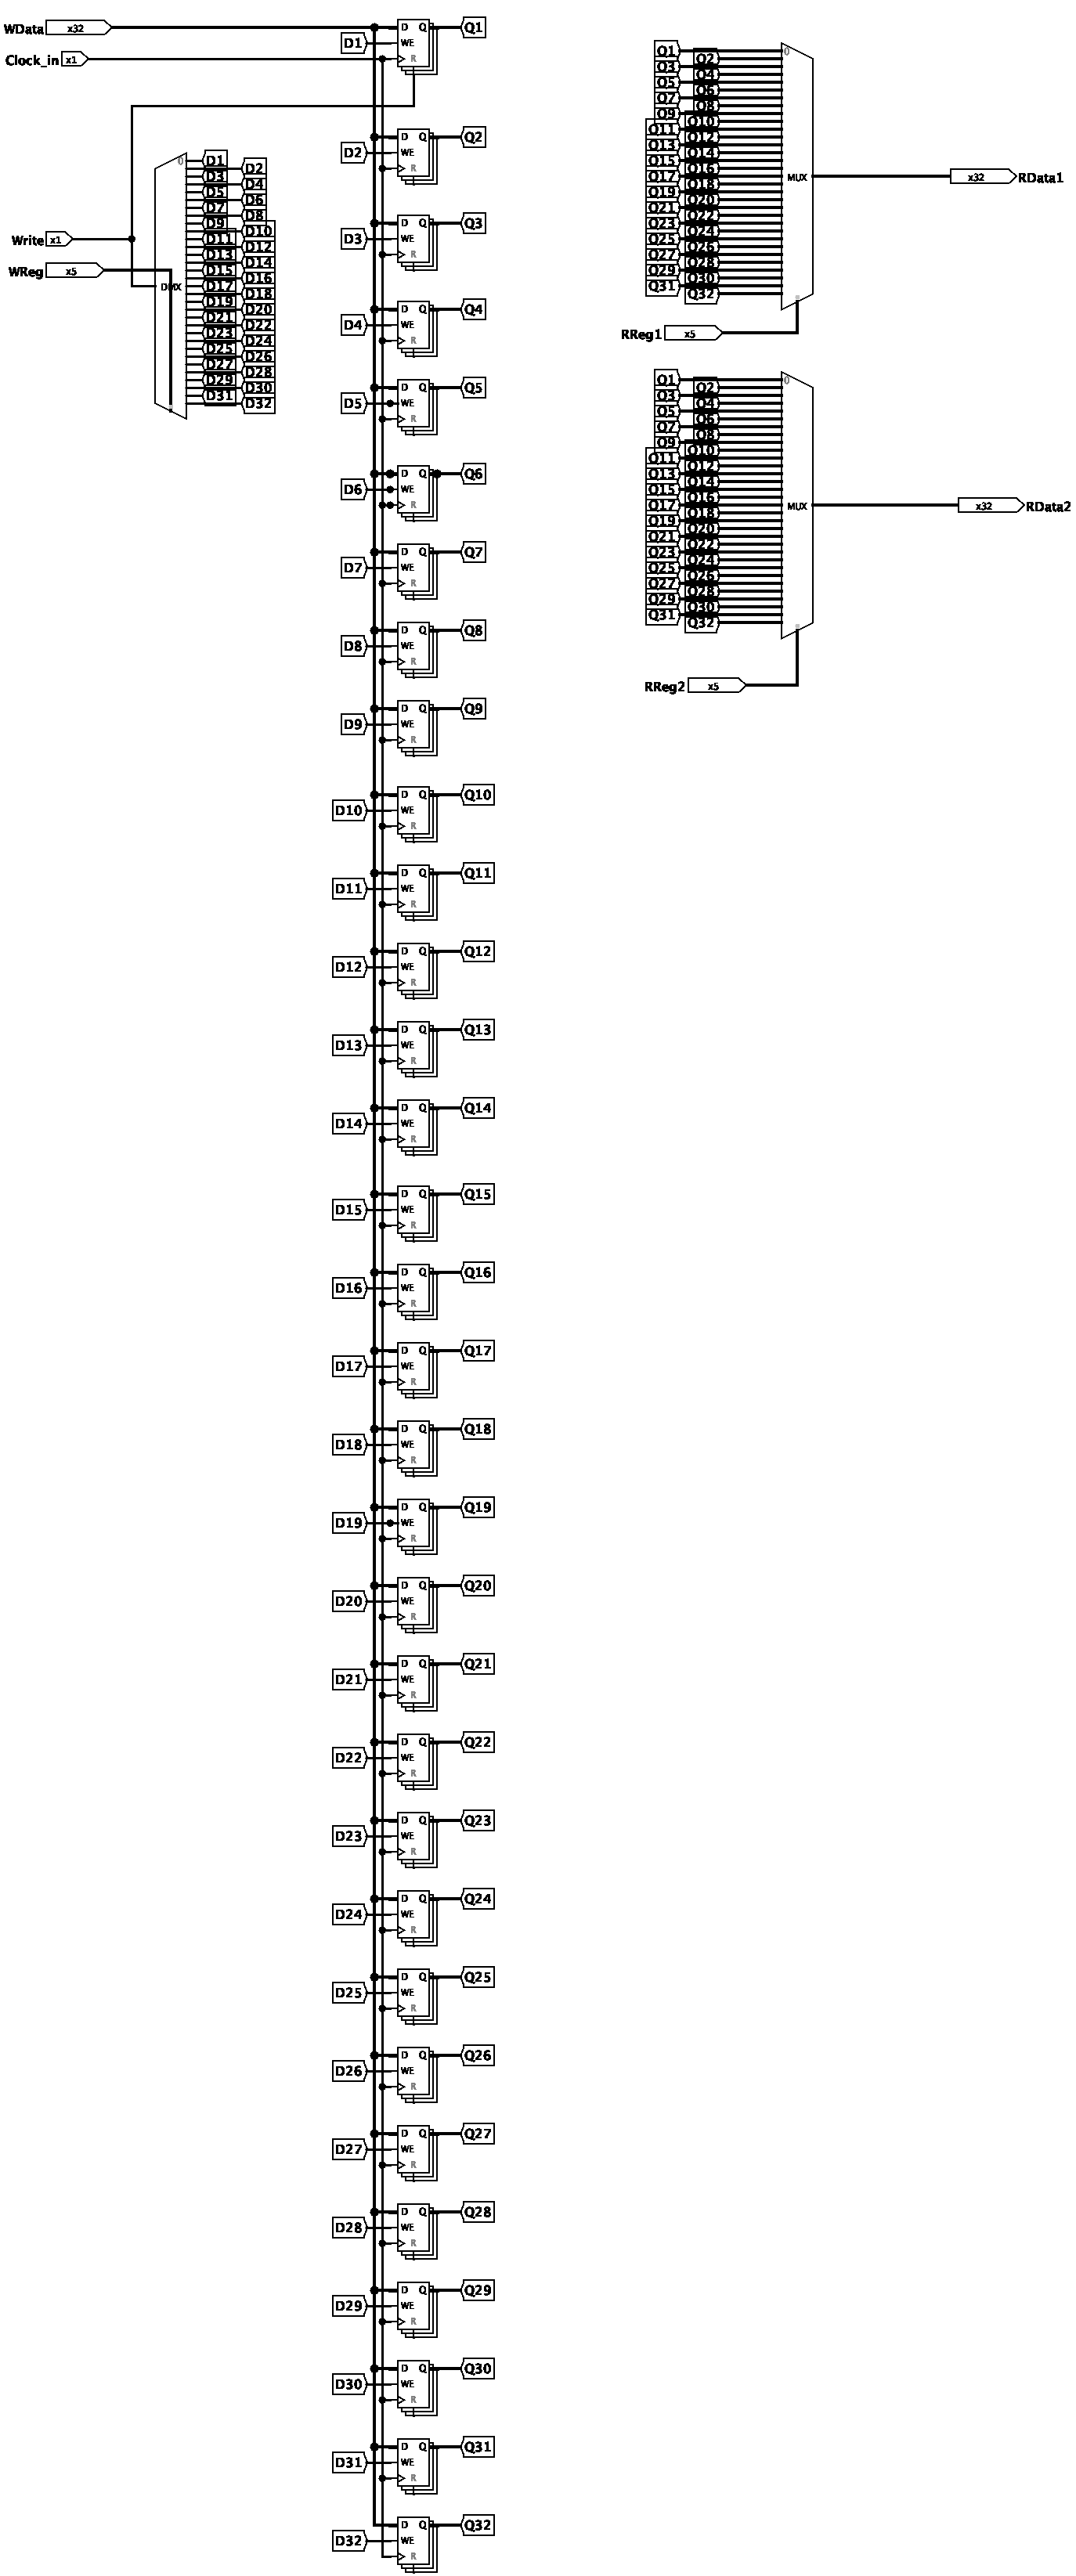 WData x32
Clock_in x1
D1 D Q WE R Q1
D2 D Q WE R Q2
0 D1 D2
D3 D4
D5 D6
D7 D8
D9 D10
D11 D12
D13 D14
D15 D16
D17 D18
D19 D20
D21 D22
D23 D24
D25 D26
D27 D28
D29 D30
D31 D32
Write x1
WReg x5
DMX
D3 D Q WE R Q3
D4 D Q WE R Q4
D5 D Q WE R Q5
D6 D Q WE R Q6
D7 D Q WE R Q7
D8 D Q WE R Q8
D9 D Q WE R Q9
D10 D Q WE R Q10
D11 D Q WE R Q11
D12 D Q WE R Q12
D13 D Q WE R Q13
D14 D Q WE R Q14
D15 D Q WE R Q15
D16 D Q WE R Q16
D17 D Q WE R Q17
D18 D Q WE R Q18
D19 D Q WE R Q19
D20 D Q WE R Q20
D21 D Q WE R Q21
D22 D Q WE R Q22
D23 D Q WE R Q23
D24 D Q WE R Q24
D25 D Q WE R Q25
D26 D Q WE R Q26
D27 D Q WE R Q27
D28 D Q WE R Q28
D29 D Q WE R Q29
D30 D Q WE R Q30
D31 D Q WE R Q31
D32 D Q WE R Q32
Q1 Q2 0
Q3 Q4
Q5 Q6
Q7 Q8
Q9 Q10
Q11 Q12
Q13 Q14
Q15 Q16
Q17 Q18
Q19 Q20
Q21 Q22
Q23 Q24
Q25 Q26
Q27 Q28
Q29 Q30
Q31 Q32
MUX
x32 RData1
RReg1 x5
Q1 Q2 0
Q3 Q4
Q5 Q6
Q7 Q8
Q9 Q10
Q11 Q12
Q13 Q14
Q15 Q16
Q17 Q18
Q19 Q20
Q21 Q22
Q23 Q24
Q25 Q26
Q27 Q28
Q29 Q30
Q31 Q32
MUX
x32 RData2
RReg2 x5